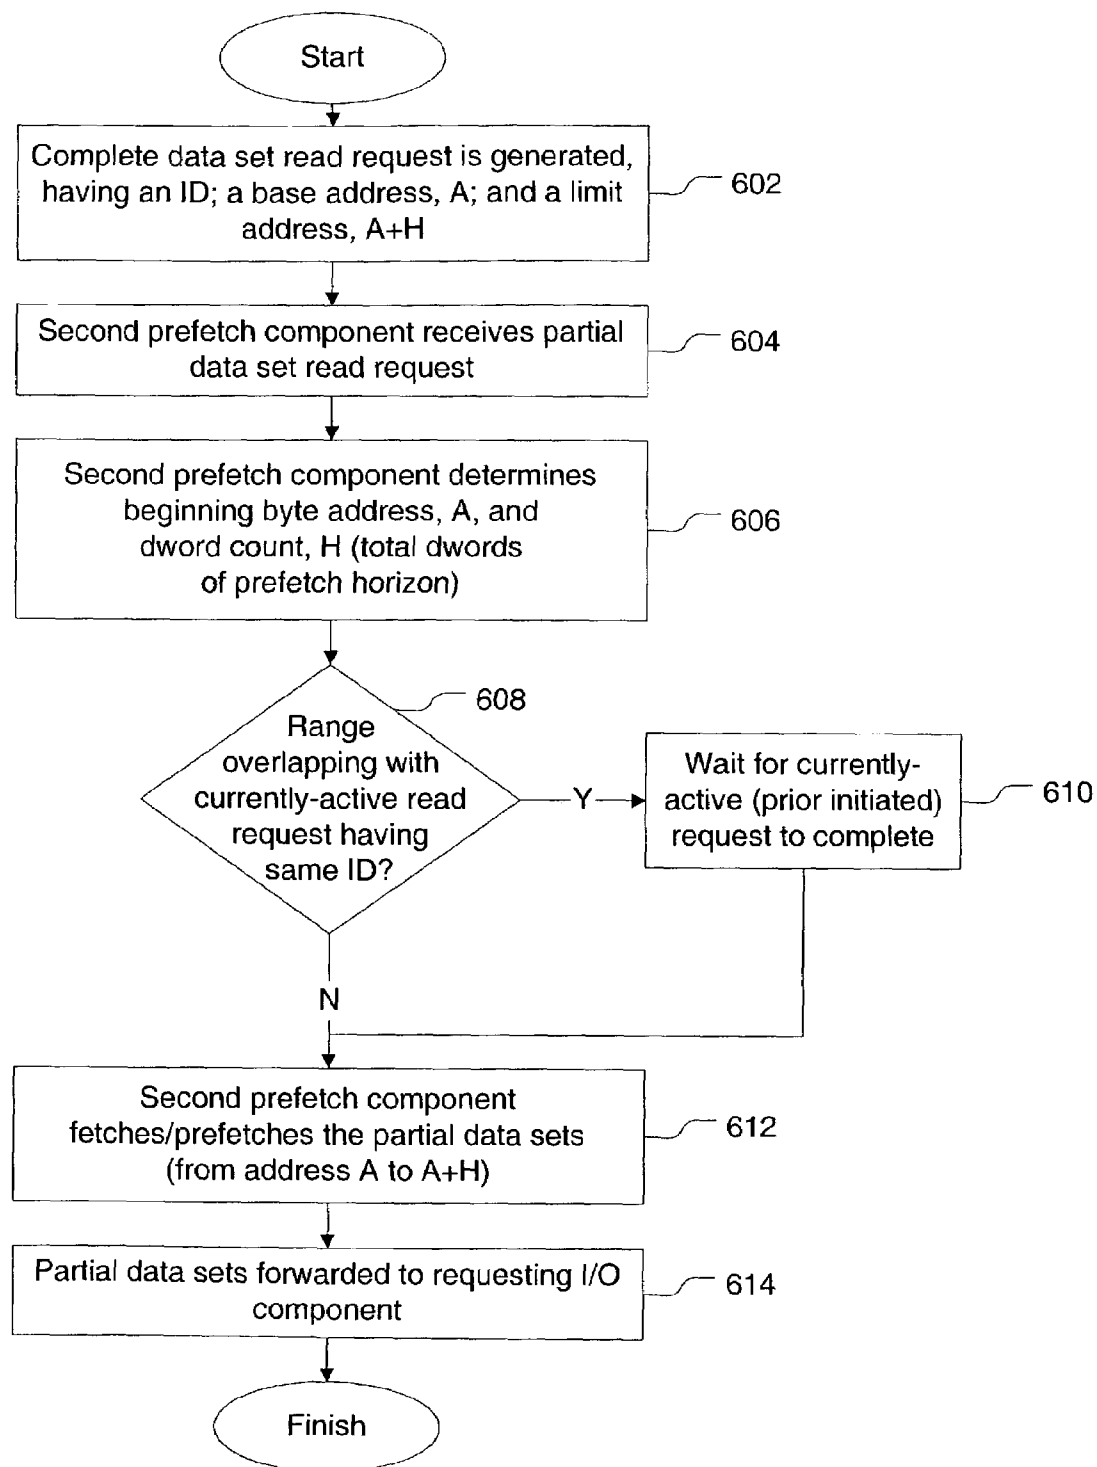 Start
Complete data set read request is generated,
having an ID; a base address, A; and a limit
address, A+H
602
Second prefetch component receives partial
data set read request
604
Second prefetch component determines
beginning byte address, A, and
dword count, H (total dwords
of prefetch horizon)
606
Range
overlapping with
currently-active read
request having
same ID?
608
Y
Wait for currently-
active (prior initiated)
request to complete
610
N
Second prefetch component
fetches/prefetches the partial data sets
(from address A to A+H)
612
Partial data sets forwarded to requesting I/O
component
614
Finish